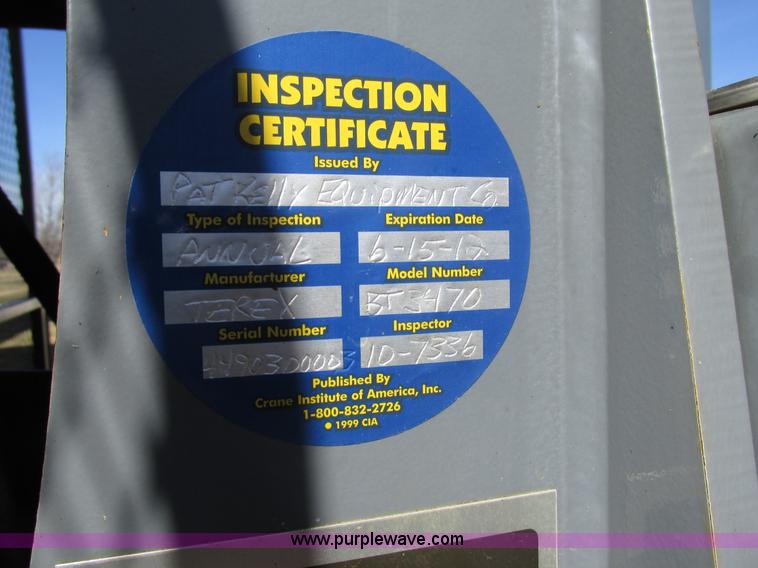 INSPECTION
CERTIFICATE
Issued By
PAT KELLY EQUIPMENT Co
Type of Inspection Expiration Date
ANNUAL 6-15-12
Manufacturer Model Number
TEREX BT3470
Serial Number Inspector
ID-7336
Published By
Crane Institute of America, Inc.
1-800-832-2726
● 1999 CIA
www.purplewave.com